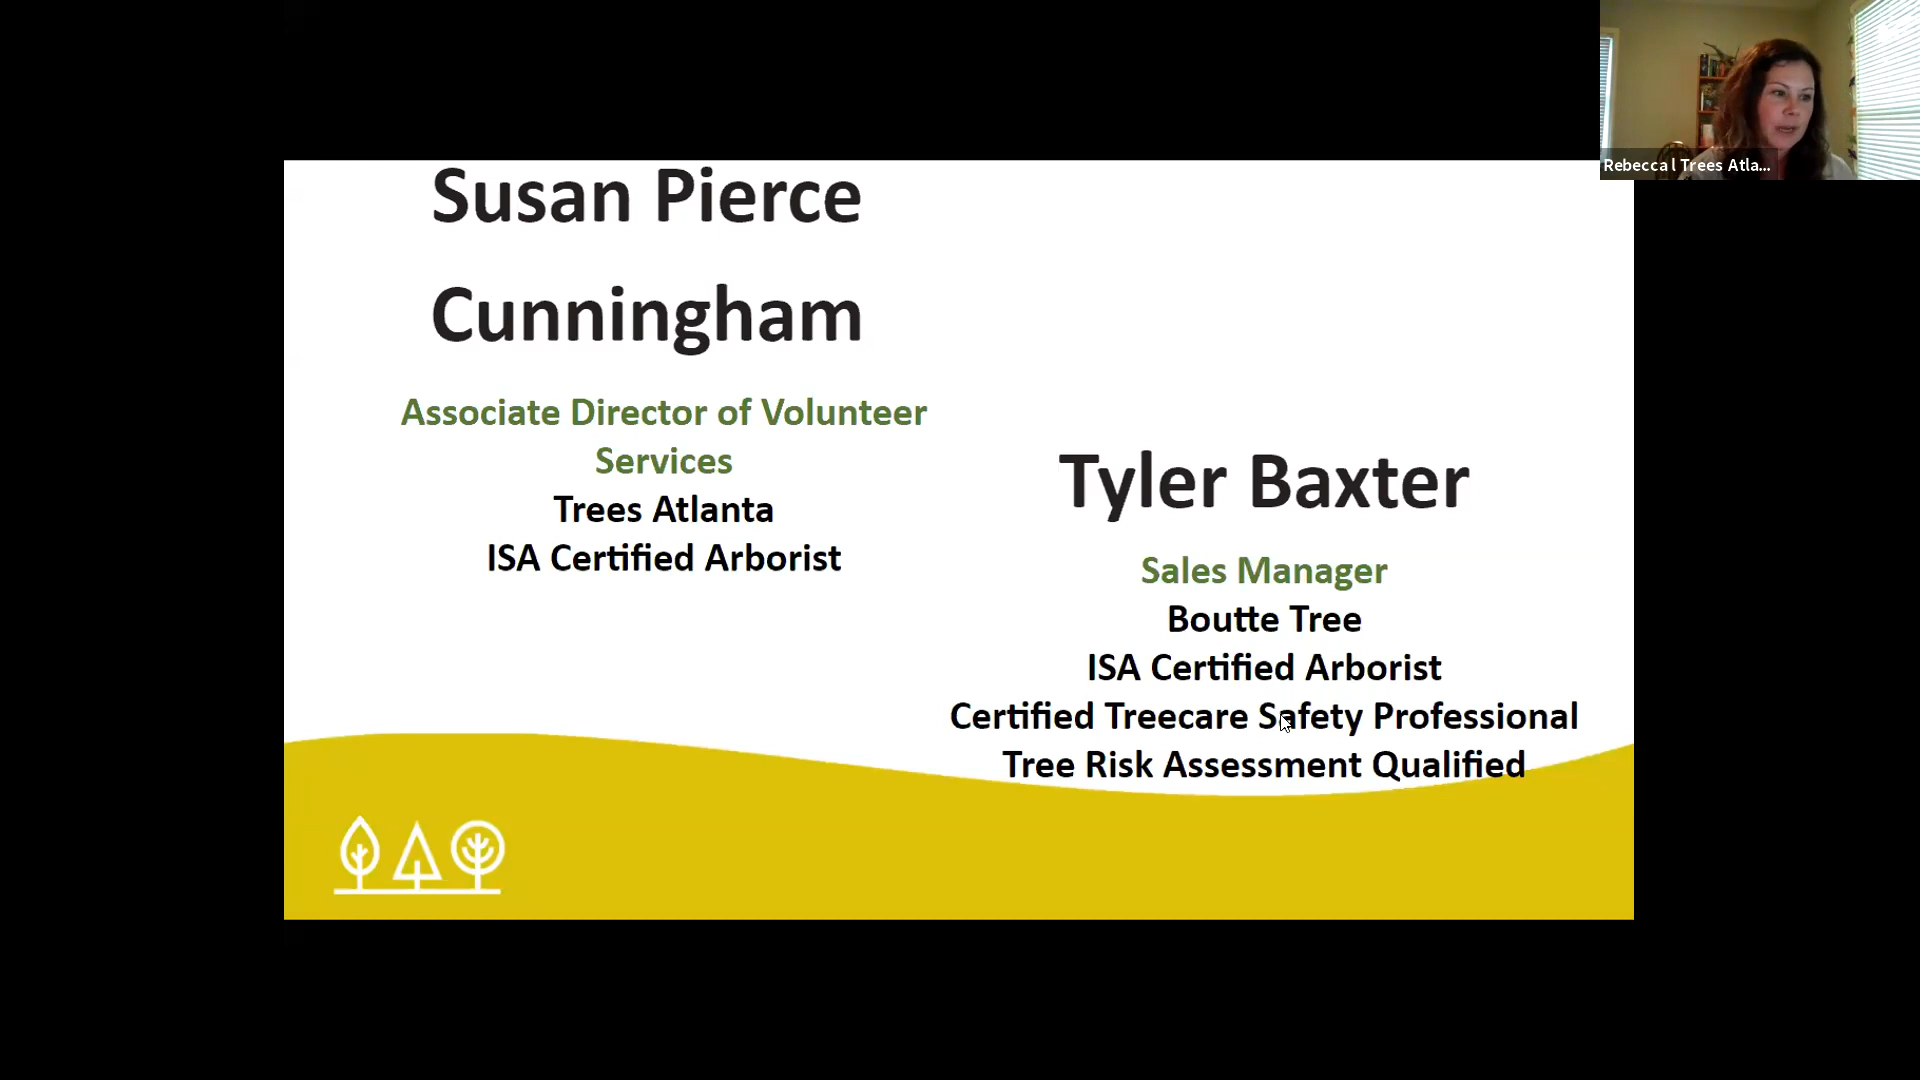 Rebecca l Trees Atla...
Susan Pierce
Cunningham
Associate Director of Volunteer
Services
Trees Atlanta
ISA Certified Arborist
Tyler Baxter
Sales Manager
Boutte Tree
ISA Certified Arborist
Certified Treecare Safety Professional
Tree Risk Assessment Qualified